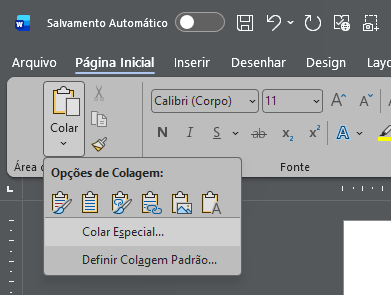 Salvamento Automático
Arquivo Página Inicial Inserir Desenhar Design Layo
Calibri (Corpo) 11 A A
Colar
N I S ab x₂ x² A
Área d Fonte
Opções de Colagem:
Colar Especial...
Definir Colagem Padrão...